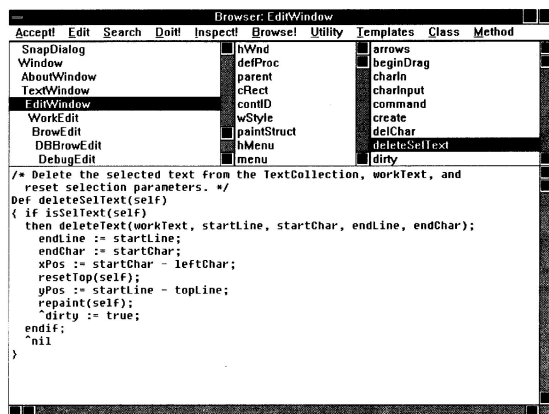 Browser: EditWindow
Accept! Edit Search Doit! Inspect! Browse! Utility Templates Class Method
SnapDialog
Window
AboutWindow
TextWindow
EditWindow
WorkEdit
BrowEdit
DBBrowEdit
DebugEdit
hWnd
defProc
parent
cRect
contID
wStyle
paintStruct
hMenu
menu
arrows
beginDrag
charIn
charInput
command
create
delChar
deleteSelText
dirty
/* Delete the selected text from the TextCollection, workText, and
reset selection parameters. */
Def deleteSelText(self)
{ if isSelText(self)
then deleteText(workText, startLine, startChar, endLine, endChar);
endLine := startLine;
endChar := startChar;
xPos := startChar - leftChar;
resetTop(self);
yPos := startLine - topLine;
repaint(self);
^dirty := true;
endif;
^nil
}